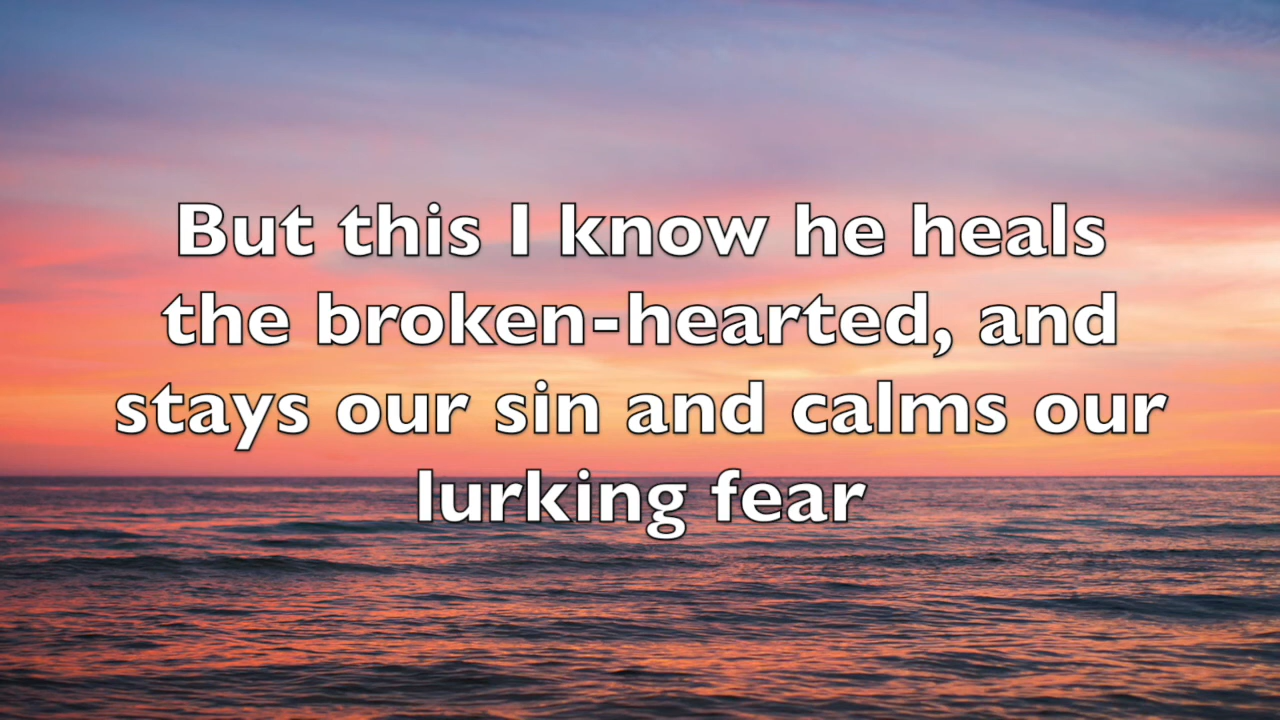 But this I know he heals
the broken-hearted, and
stays our sin and calms our
lurking fear